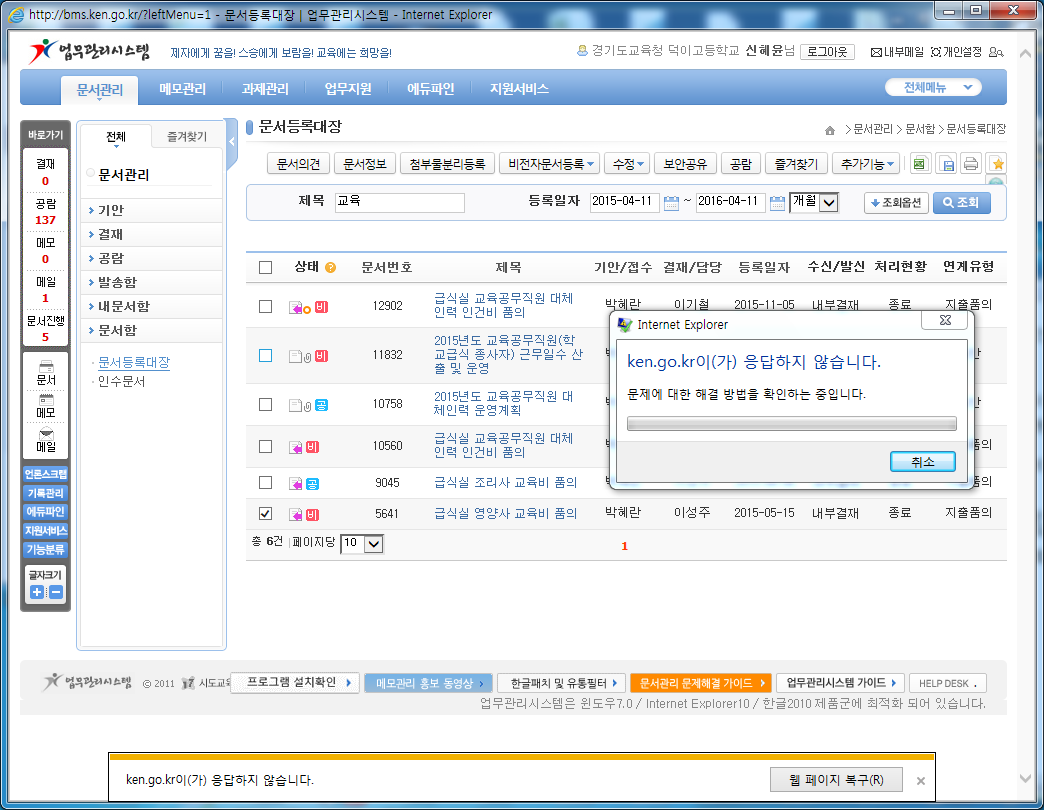 http://bms.ken.go.kr/?leftMenu=1 - 문서등록대장 | 업무관리시스템 - Internet Explorer
업무관리시스템 제자에게 꿈을! 스승에게 보람을! 교육에는 희망을!
경기도교육청 덕이고등학교 신혜윤님 로그아웃 내부메일 개인설정
문서관리 메모관리 과제관리 업무지원 에듀파인 지원서비스 전체메뉴
바로가기
결재
0
공람
137
메모
0
메일
1
문서진행
5
문서
메모
메일
언론스크랩
기록관리
에듀파인
지원서비스
기능분류
글자크기
전체 즐겨찾기
문서관리
기안
결재
공람
발송함
내문서함
문서함
· 문서등록대장
· 인수문서
문서등록대장
>문서관리 >문서함 >문서등록대장
문서의견 문서정보 첨부물분리등록 비전자문서등록 수정 보안공유 공람 즐겨찾기 추가기능
제목 교육 등록일자 2015-04-11 ~ 2016-04-11 개월 조회옵션 조회
상태 문서번호 제목 기안/접수 결재/담당 등록일자 수신/발신 처리현황 연계유형
비 12902 급식실 교육공무직원 대체 박혜란 이기철 2015-11-05 내부결재 종료 지출품의
인력 인건비 품의
비 11832 2015년도 교육공무직원(학
교급식 종사자) 근무일수 산
출 및 운영
공 10758 2015년도 교육공무직원 대
체인력 운영계획
비 10560 급식실 교육공무직원 대체
인력 인건비 품의
공 9045 급식실 조리사 교육비 품의
비 5641 급식실 영양사 교육비 품의 박혜란 이성주 2015-05-15 내부결재 종료 지출품의
총 6건 페이지당 10 1
Internet Explorer
ken.go.kr이(가) 응답하지 않습니다.
문제에 대한 해결 방법을 확인하는 중입니다.
취소
업무관리시스템 © 2011 시도교육 프로그램 설치확인 메모관리 홍보 동영상 한글패치 및 유통필터 문서관리 문제해결 가이드 업무관리시스템 가이드 HELP DESK .
업무관리시스템은 윈도우7.0 / Internet Explorer10 / 한글2010 제품군에 최적화 되어 있습니다.
ken.go.kr이(가) 응답하지 않습니다. 웹 페이지 복구(R)